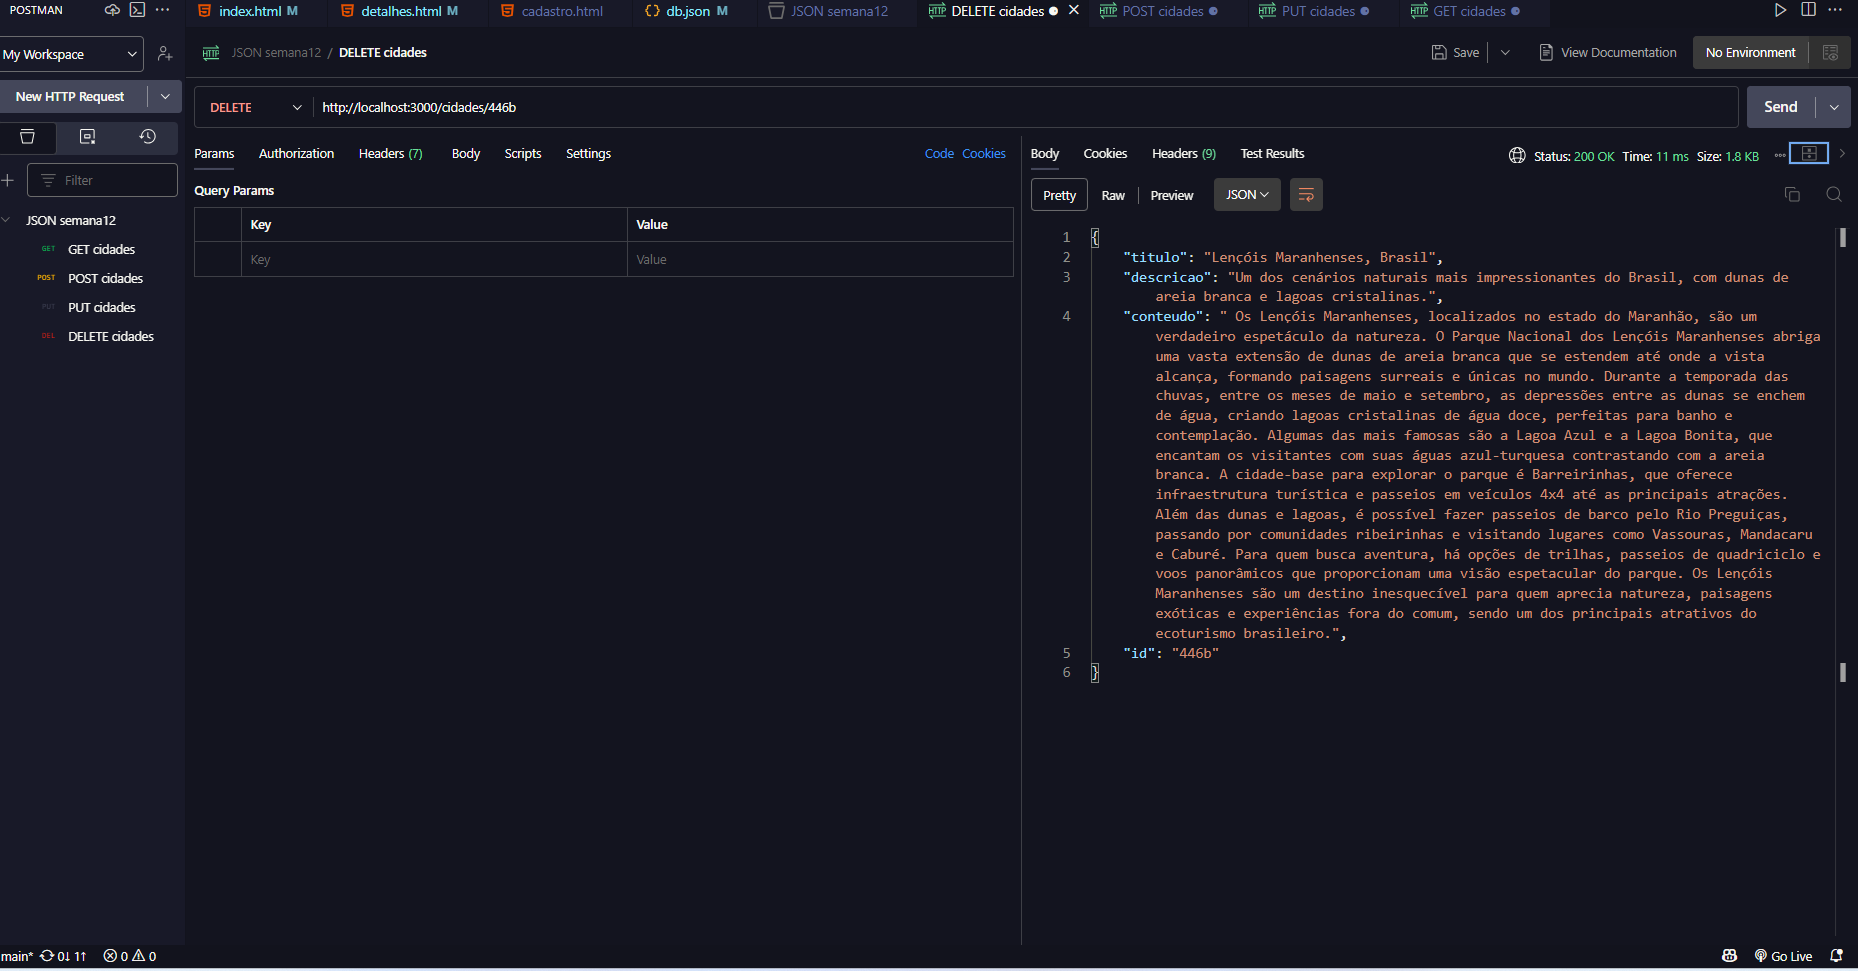 POSTMAN
index.html M
detalhes.html M
cadastro.html
{} db.json M
JSON semana12
HTTP DELETE cidades
HTTP POST cidades
HTTP PUT cidades
HTTP GET cidades
My Workspace
HTTP JSON semana12 / DELETE cidades
Save
View Documentation
No Environment
New HTTP Request
DELETE http://localhost:3000/cidades/446b
Send
Filter
JSON semana12
GET GET cidades
POST POST cidades
PUT PUT cidades
DEL DELETE cidades
Params Authorization Headers (7) Body Scripts Settings
Code Cookies
Query Params
Key Value
Key Value
Body Cookies Headers (9) Test Results
Status: 200 OK Time: 11 ms Size: 1.8 KB
Pretty Raw Preview JSON
1 {
2 "titulo": "Lençóis Maranhenses, Brasil",
3 "descricao": "Um dos cenários naturais mais impressionantes do Brasil, com dunas de
areia branca e lagoas cristalinas.",
4 "conteudo": " Os Lençóis Maranhenses, localizados no estado do Maranhão, são um
verdadeiro espetáculo da natureza. O Parque Nacional dos Lençóis Maranhenses abriga
uma vasta extensão de dunas de areia branca que se estendem até onde a vista
alcança, formando paisagens surreais e únicas no mundo. Durante a temporada das
chuvas, entre os meses de maio e setembro, as depressões entre as dunas se enchem
de água, criando lagoas cristalinas de água doce, perfeitas para banho e
contemplação. Algumas das mais famosas são a Lagoa Azul e a Lagoa Bonita, que
encantam os visitantes com suas águas azul-turquesa contrastando com a areia
branca. A cidade-base para explorar o parque é Barreirinhas, que oferece
infraestrutura turística e passeios em veículos 4x4 até as principais atrações.
Além das dunas e lagoas, é possível fazer passeios de barco pelo Rio Preguiças,
passando por comunidades ribeirinhas e visitando lugares como Vassouras, Mandacaru
e Caburé. Para quem busca aventura, há opções de trilhas, passeios de quadriciclo e
voos panorâmicos que proporcionam uma visão espetacular do parque. Os Lençóis
Maranhenses são um destino inesquecível para quem aprecia natureza, paisagens
exóticas e experiências fora do comum, sendo um dos principais atrativos do
ecoturismo brasileiro.",
5 "id": "446b"
6 }
main* 0↓ 1↑ 0 0
Go Live